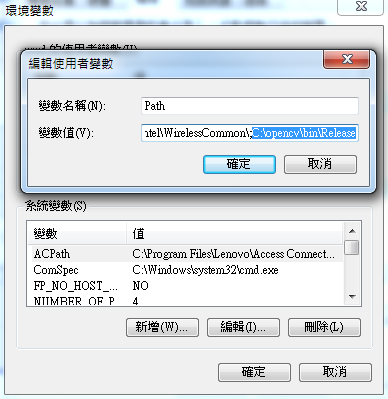 環境變數
的使用者變數
編輯使用者變數
變數名稱(N):
Path
變數值(V):
ntel\WirelessCommon\;C:\opencv\bin\Release
確定
取消
系統變數(S)
變數 值
ACPath C:\Program Files\Lenovo\Access Connect...
ComSpec C:\Windows\system32\cmd.exe
FP_NO_HOST_... NO
NUMBER_OF_P... 4
新增(W)...
編輯(I)...
刪除(L)
確定
取消